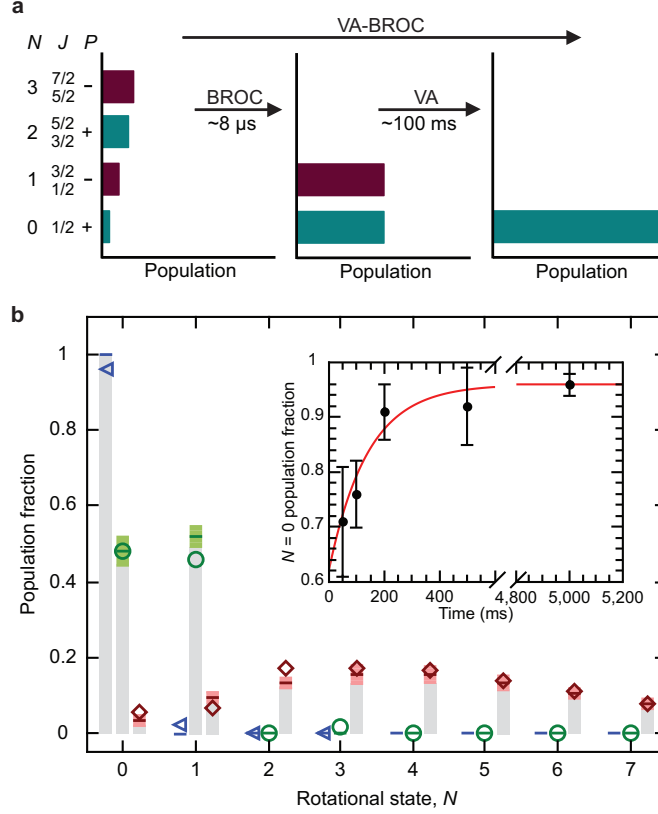 a
VA-BROC
N J P
3 7/2 5/2 −
2 5/2 3/2 +
1 3/2 1/2 −
0 1/2 +
BROC
~8 μs
VA
~100 ms
Population
Population
Population
b
Population fraction
1
0.8
0.6
0.4
0.2
0
0 1 2 3 4 5 6 7
Rotational state, N
N = 0 population fraction
1
0.9
0.8
0.7
0.6
0 200 400 4,800 5,000 5,200
Time (ms)